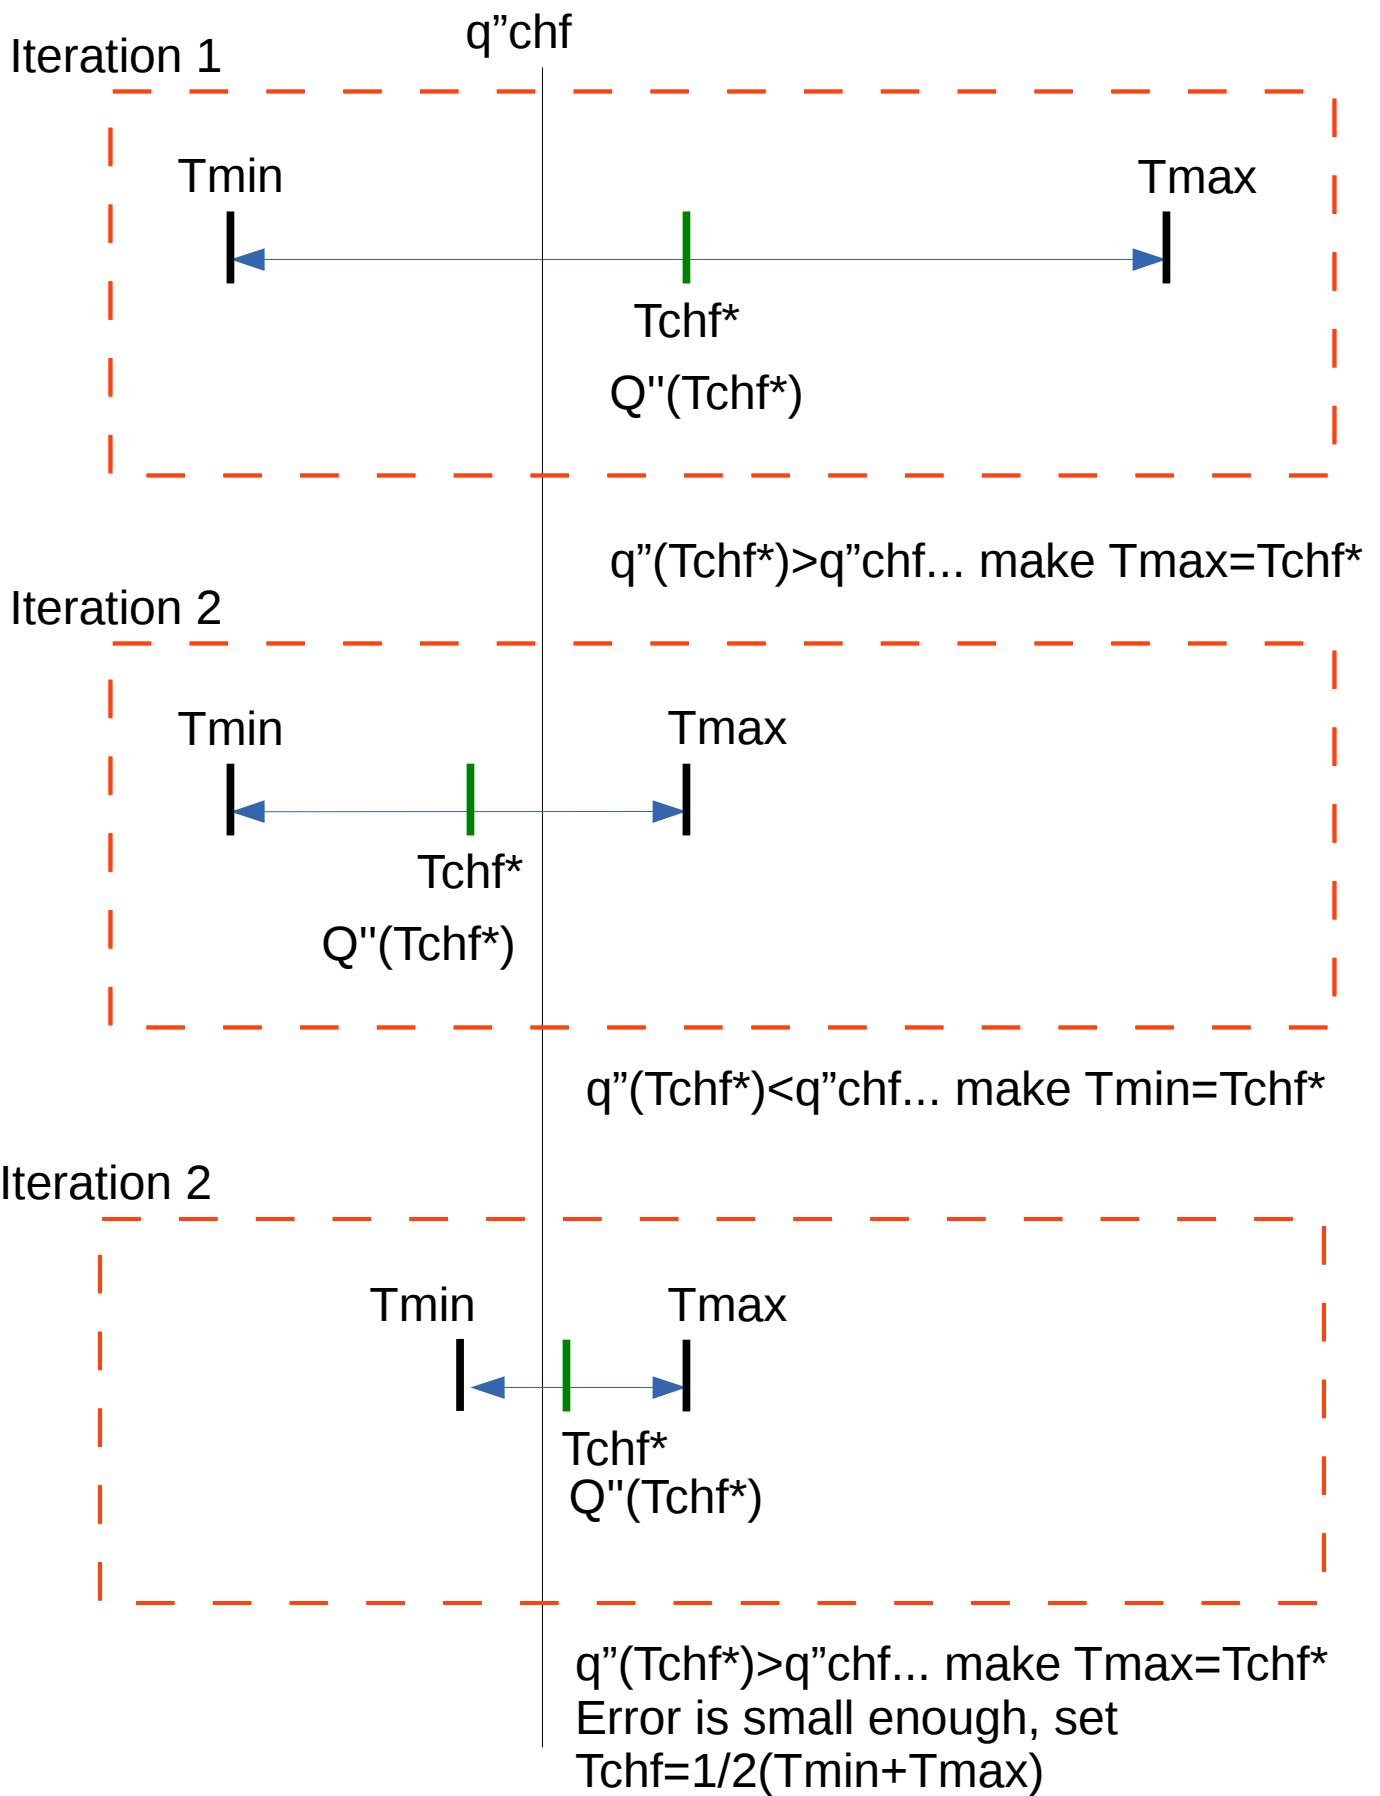 q”chf
Iteration 1
Tmin
Tmax
Tchf*
Q''(Tchf*)
q”(Tchf*)>q”chf... make Tmax=Tchf*
Iteration 2
Tmin
Tmax
Tchf*
Q''(Tchf*)
q”(Tchf*)<q”chf... make Tmin=Tchf*
Iteration 2
Tmin
Tmax
Tchf*
Q''(Tchf*)
q”(Tchf*)>q”chf... make Tmax=Tchf*
Error is small enough, set
Tchf=1/2(Tmin+Tmax)